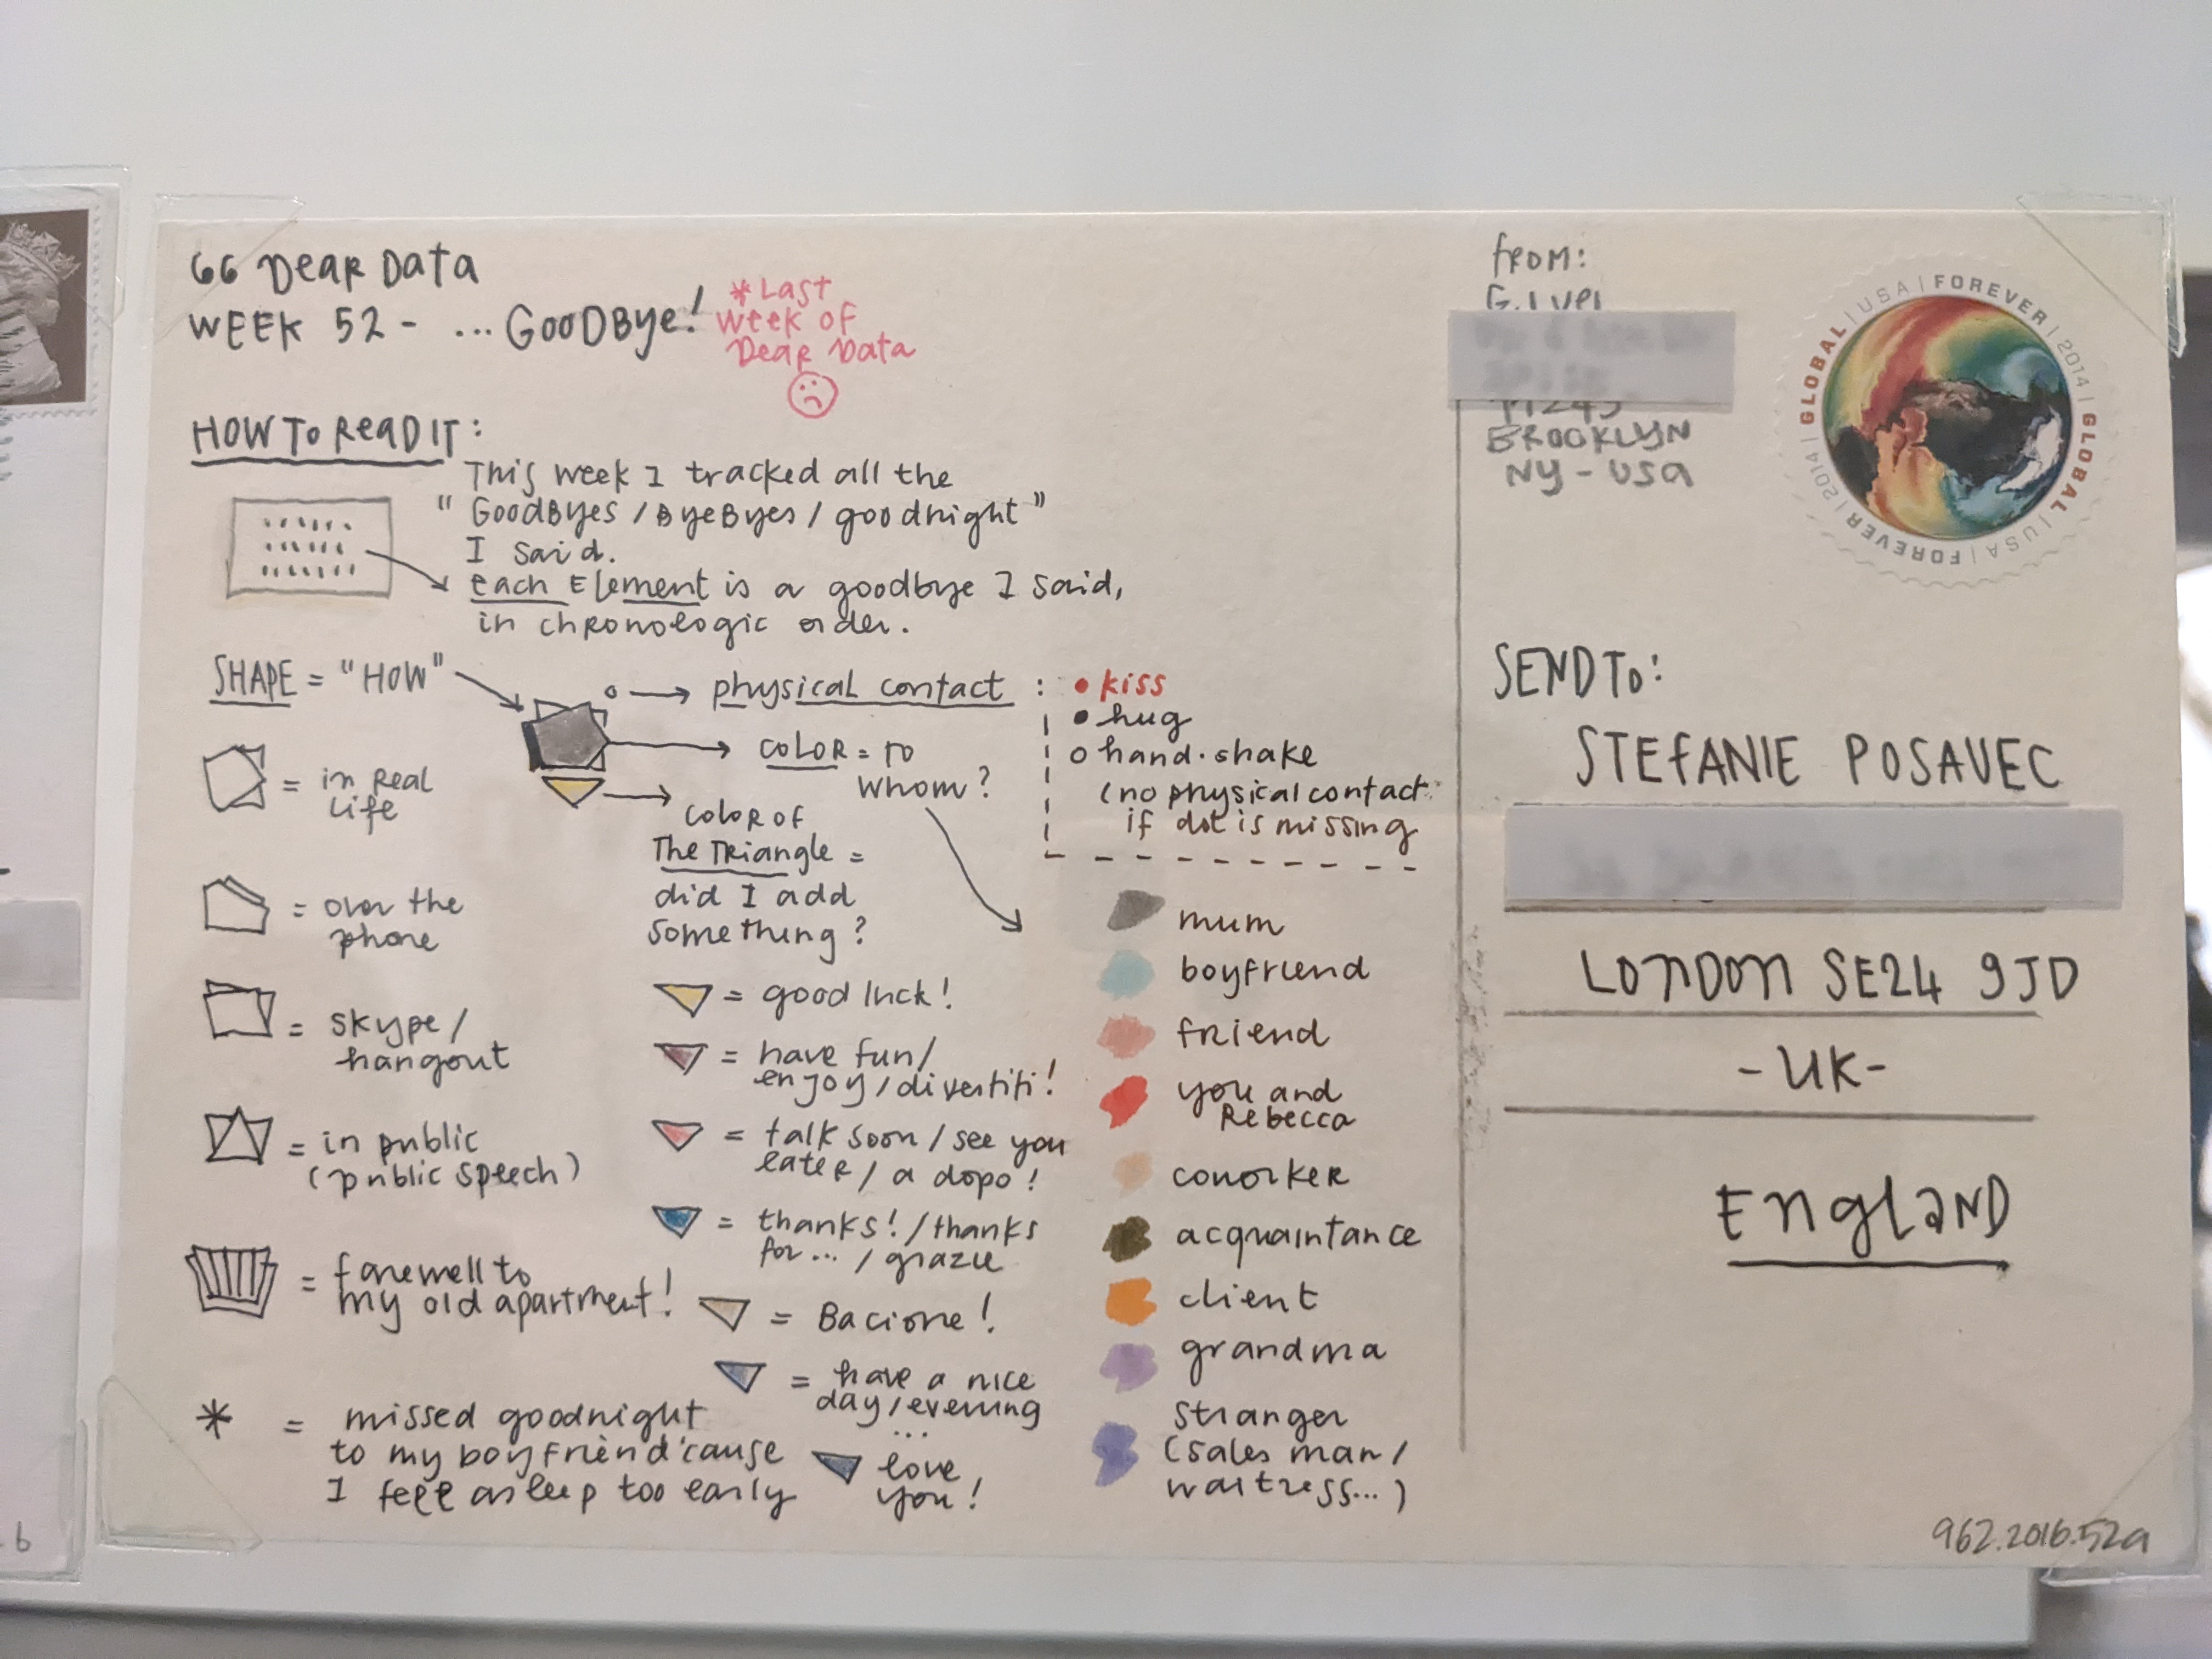 66 Dear Data
WEEK 52 - ... GOODBYE!
* Last
week of
Dear Data
HOW TO READ IT:
This week I tracked all the
"Goodbyes / ByeByes / goodnight"
I said.
each Element is a goodbye I said,
in chronologic order.
SHAPE = "HOW"
= in Real
life
= over the
phone
= skype /
hangout
= in public
(public speech)
= farewell to
my old apartment!
* = missed goodnight
to my boyfriend 'cause
I fell asleep too early
physical contact :
• kiss
• hug
o hand·shake
(no physical contact
if dot is missing
COLOR = TO
whom?
color of
The Triangle =
did I add
something?
= good luck!
= have fun /
enjoy / divertiti!
= talk soon / see you
later / a dopo!
= thanks! / thanks
for ... / grazie
= Bacione!
= have a nice
day / evening
...
love
you!
mum
boyfriend
friend
you and
Rebecca
coworker
acquaintance
client
grandma
stranger
(sales man /
waitress...)
from:
BROOKLYN
NY - USA
GLOBAL | USA | FOREVER | 2014 | GLOBAL | USA | FOREVER | 2014 |
SEND TO:
STEFANIE POSAVEC
LONDON SE24 9JD
- UK -
England
962.2016.52a